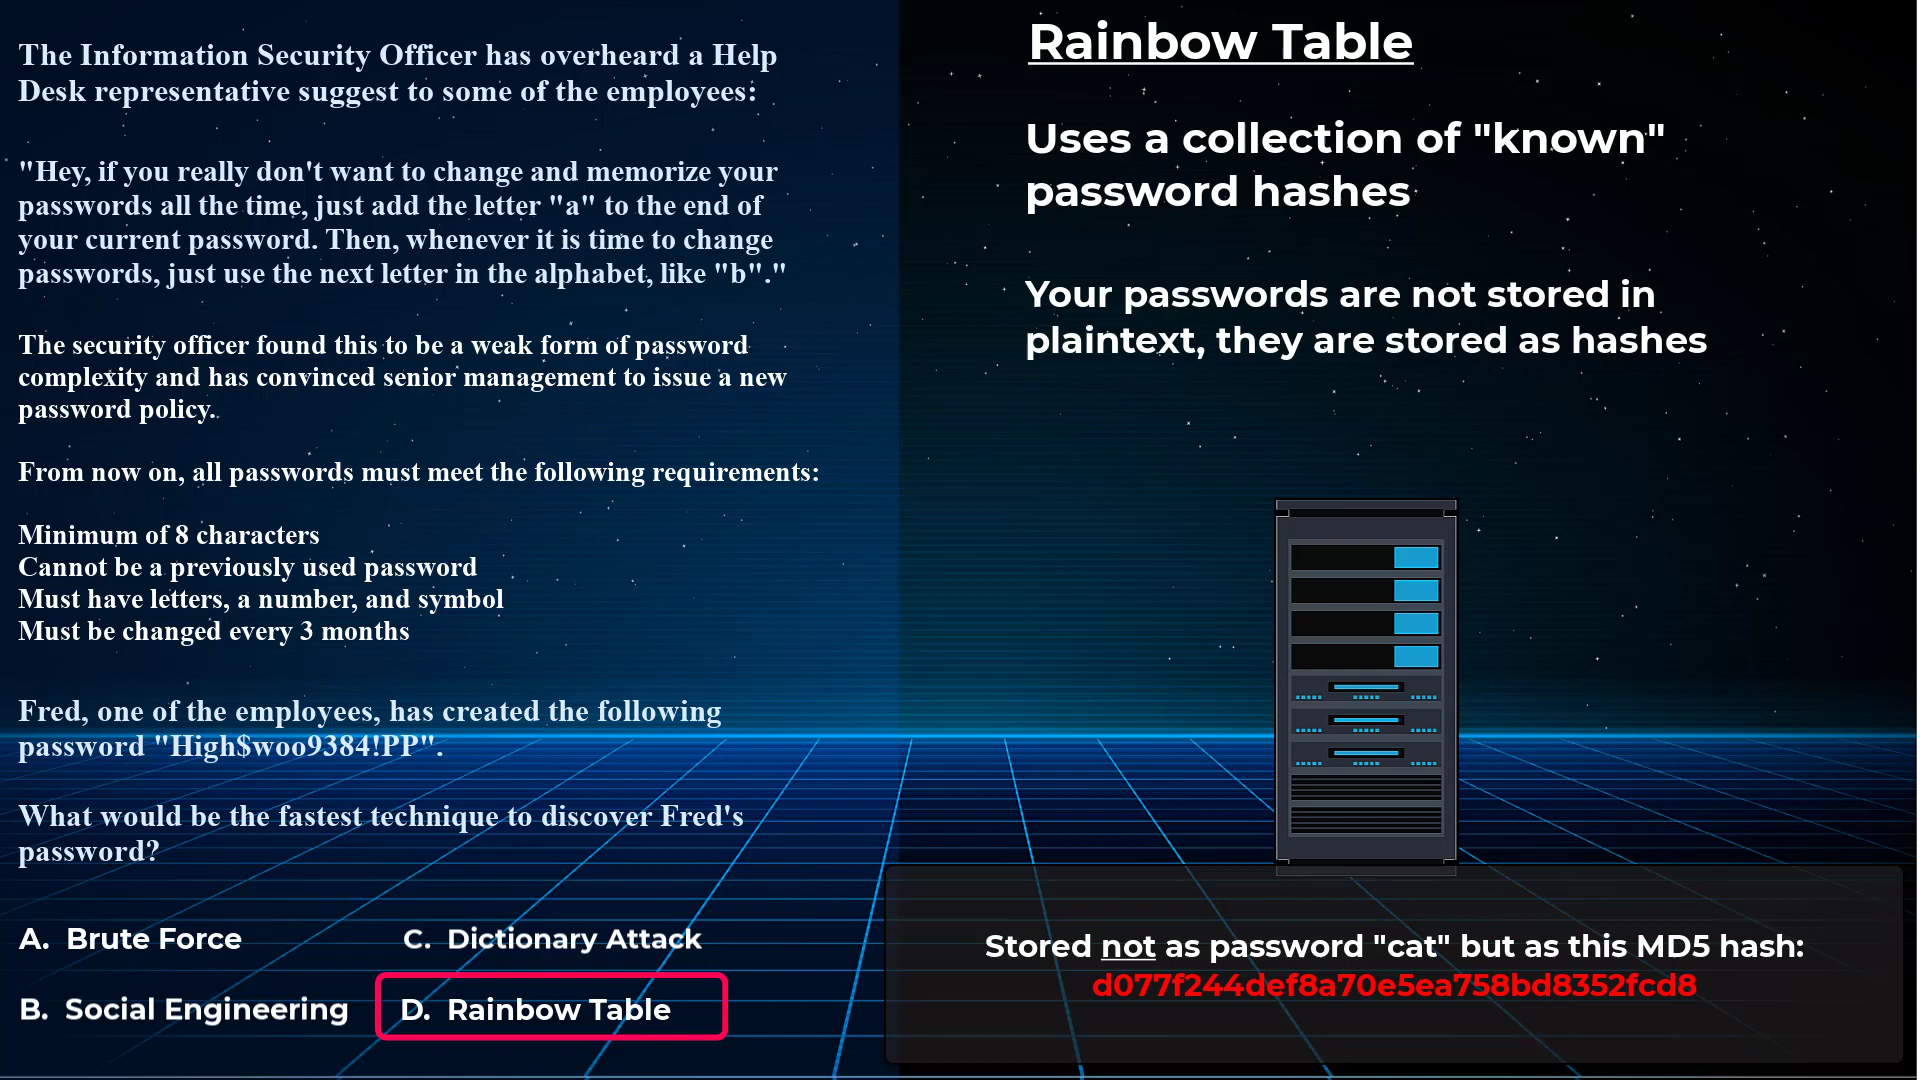 The Information Security Officer has overheard a Help
Desk representative suggest to some of the employees:
"Hey, if you really don't want to change and memorize your
passwords all the time, just add the letter "a" to the end of
your current password. Then, whenever it is time to change
passwords, just use the next letter in the alphabet, like "b"."
The security officer found this to be a weak form of password
complexity and has convinced senior management to issue a new
password policy.
From now on, all passwords must meet the following requirements:
Minimum of 8 characters
Cannot be a previously used password
Must have letters, a number, and symbol
Must be changed every 3 months
Fred, one of the employees, has created the following
password "High$woo9384!PP".
What would be the fastest technique to discover Fred's
password?
A. Brute Force
B. Social Engineering
C. Dictionary Attack
D. Rainbow Table
Rainbow Table
Uses a collection of "known"
password hashes
Your passwords are not stored in
plaintext, they are stored as hashes
Stored not as password "cat" but as this MD5 hash:
d077f244def8a70e5ea758bd8352fcd8